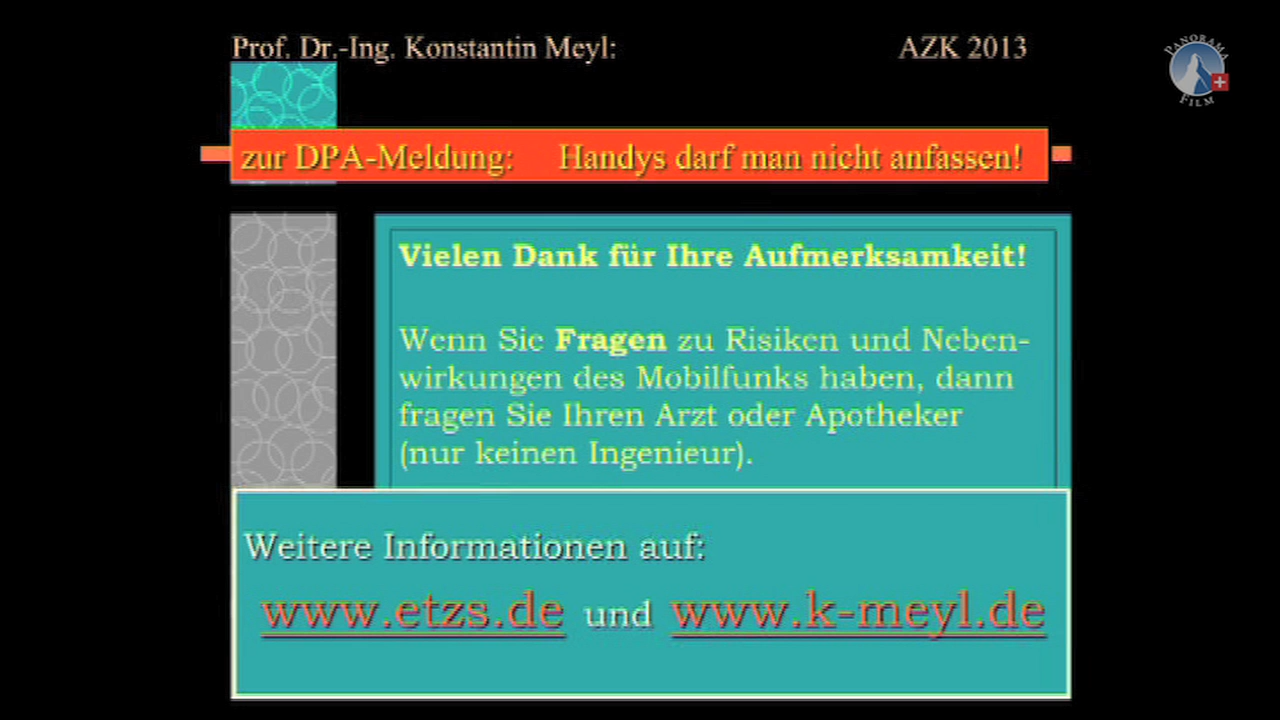 Prof. Dr.-Ing. Konstantin Meyl: AZK 2013
PANORAMA
FILM
zur DPA-Meldung: Handys darf man nicht anfassen!
Vielen Dank für Ihre Aufmerksamkeit!
Wenn Sie Fragen zu Risiken und Neben-
wirkungen des Mobilfunks haben, dann
fragen Sie Ihren Arzt oder Apotheker
(nur keinen Ingenieur).
Weitere Informationen auf:
www.etzs.de und www.k-meyl.de